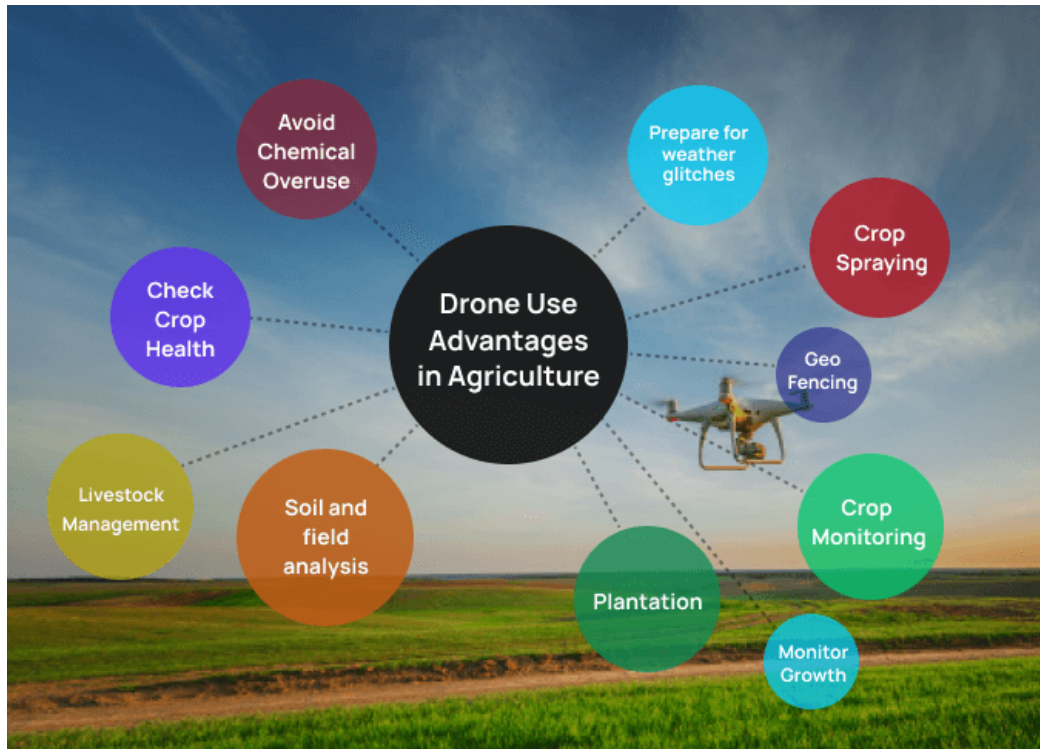 Avoid
Chemical
Overuse
Prepare for
weather
glitches
Crop
Spraying
Check
Crop
Health
Drone Use
Advantages
in Agriculture
Geo
Fencing
Livestock
Management
Soil and
field
analysis
Crop
Monitoring
Plantation
Monitor
Growth